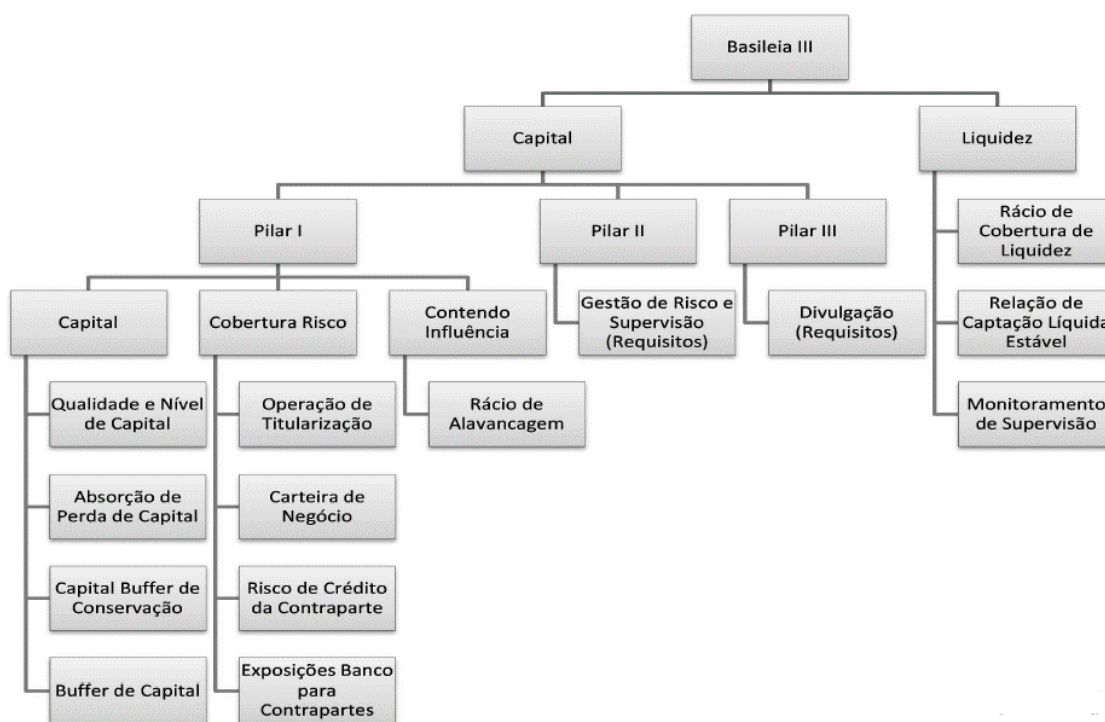 Basileia III
Capital
Liquidez
Pilar I
Pilar II
Pilar III
Rácio de
Cobertura de
Liquidez
Capital
Cobertura Risco
Contendo
Influência
Gestão de Risco e
Supervisão
(Requisitos)
Divulgação
(Requisitos)
Relação de
Captação Líquida
Estável
Qualidade e Nível
de Capital
Operação de
Titularização
Rácio de
Alavancagem
Monitoramento
de Supervisão
Absorção de
Perda de Capital
Carteira de
Negócio
Capital Buffer de
Conservação
Risco de Crédito
da Contraparte
Buffer de Capital
Exposições Banco
para
Contrapartes